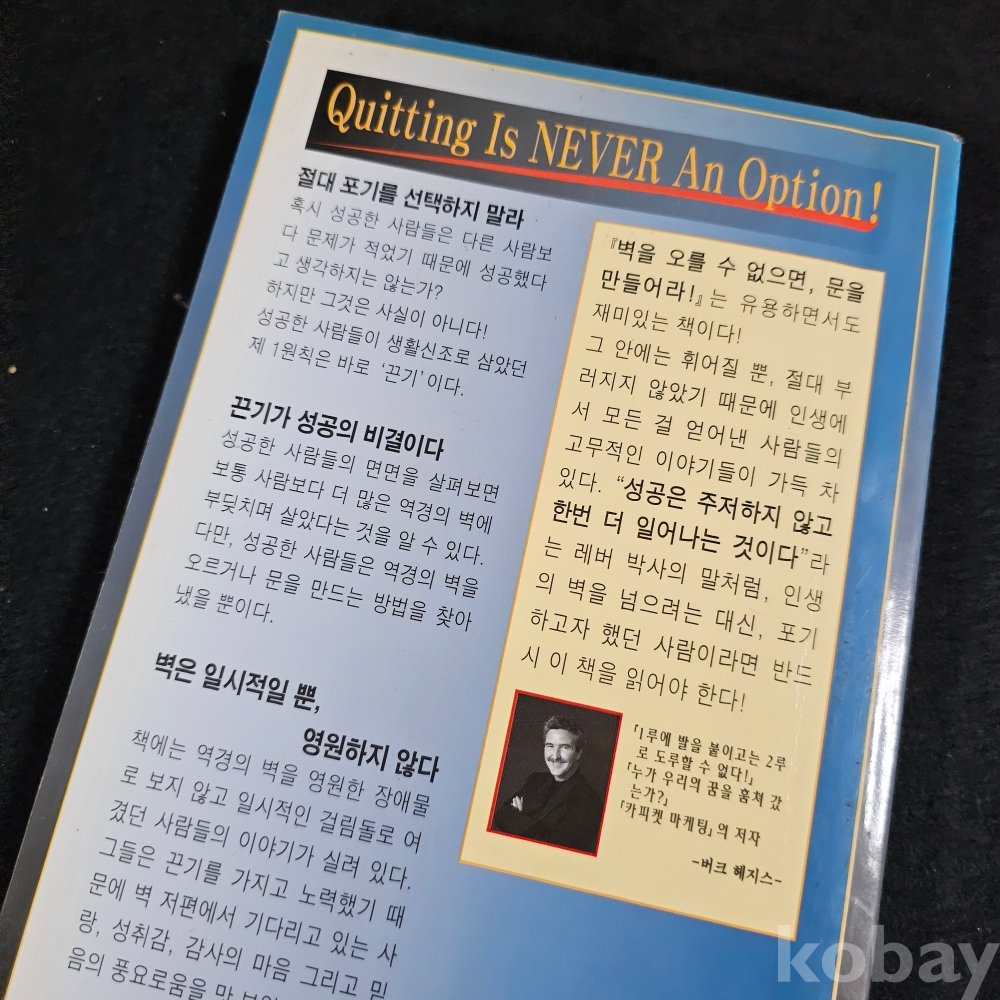 Quitting Is NEVER An Option!
절대 포기를 선택하지 말라
혹시 성공한 사람들은 다른 사람보
다 문제가 적었기 때문에 성공했다
고 생각하지는 않는가?
하지만 그것은 사실이 아니다!
성공한 사람들이 생활신조로 삼았던
제 1원칙은 바로 ‘끈기’이다.
끈기가 성공의 비결이다
성공한 사람들의 면면을 살펴보면
보통 사람보다 더 많은 역경의 벽에
부딪치며 살았다는 것을 알 수 있다.
다만, 성공한 사람들은 역경의 벽을
오르거나 문을 만드는 방법을 찾아
냈을 뿐이다.
벽은 일시적일 뿐,
영원하지 않다
책에는 역경의 벽을 영원한 장애물
로 보지 않고 일시적인 걸림돌로 여
겼던 사람들의 이야기가 실려 있다.
그들은 끈기를 가지고 노력했기 때
문에 벽 저편에서 기다리고 있는 사
랑, 성취감, 감사의 마음 그리고 믿
음의 풍요로움을
『벽을 오를 수 없으면, 문을
만들어라!』는 유용하면서도
재미있는 책이다!
그 안에는 휘어질 뿐, 절대 부
러지지 않았기 때문에 인생에
서 모든 걸 얻어낸 사람들의
고무적인 이야기들이 가득 차
있다. “성공은 주저하지 않고
한번 더 일어나는 것이다”라
는 레버 박사의 말처럼, 인생
의 벽을 넘으려는 대신, 포기
하고자 했던 사람이라면 반드
시 이 책을 읽어야 한다!
「1루에 발을 붙이고는 2루
로 도루할 수 없다!」
「누가 우리의 꿈을 훔쳐 갔
는가?」
「카피켓 마케팅」의 저자
-버크 헤지스-
kobay